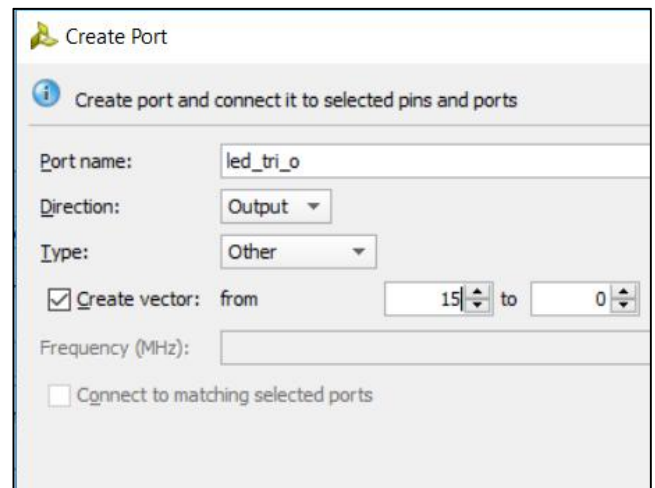 Create Port
Create port and connect it to selected pins and ports
Port name: led_tri_o
Direction: Output
Type: Other
Create vector: from 15 to 0
Frequency (MHz):
Connect to matching selected ports